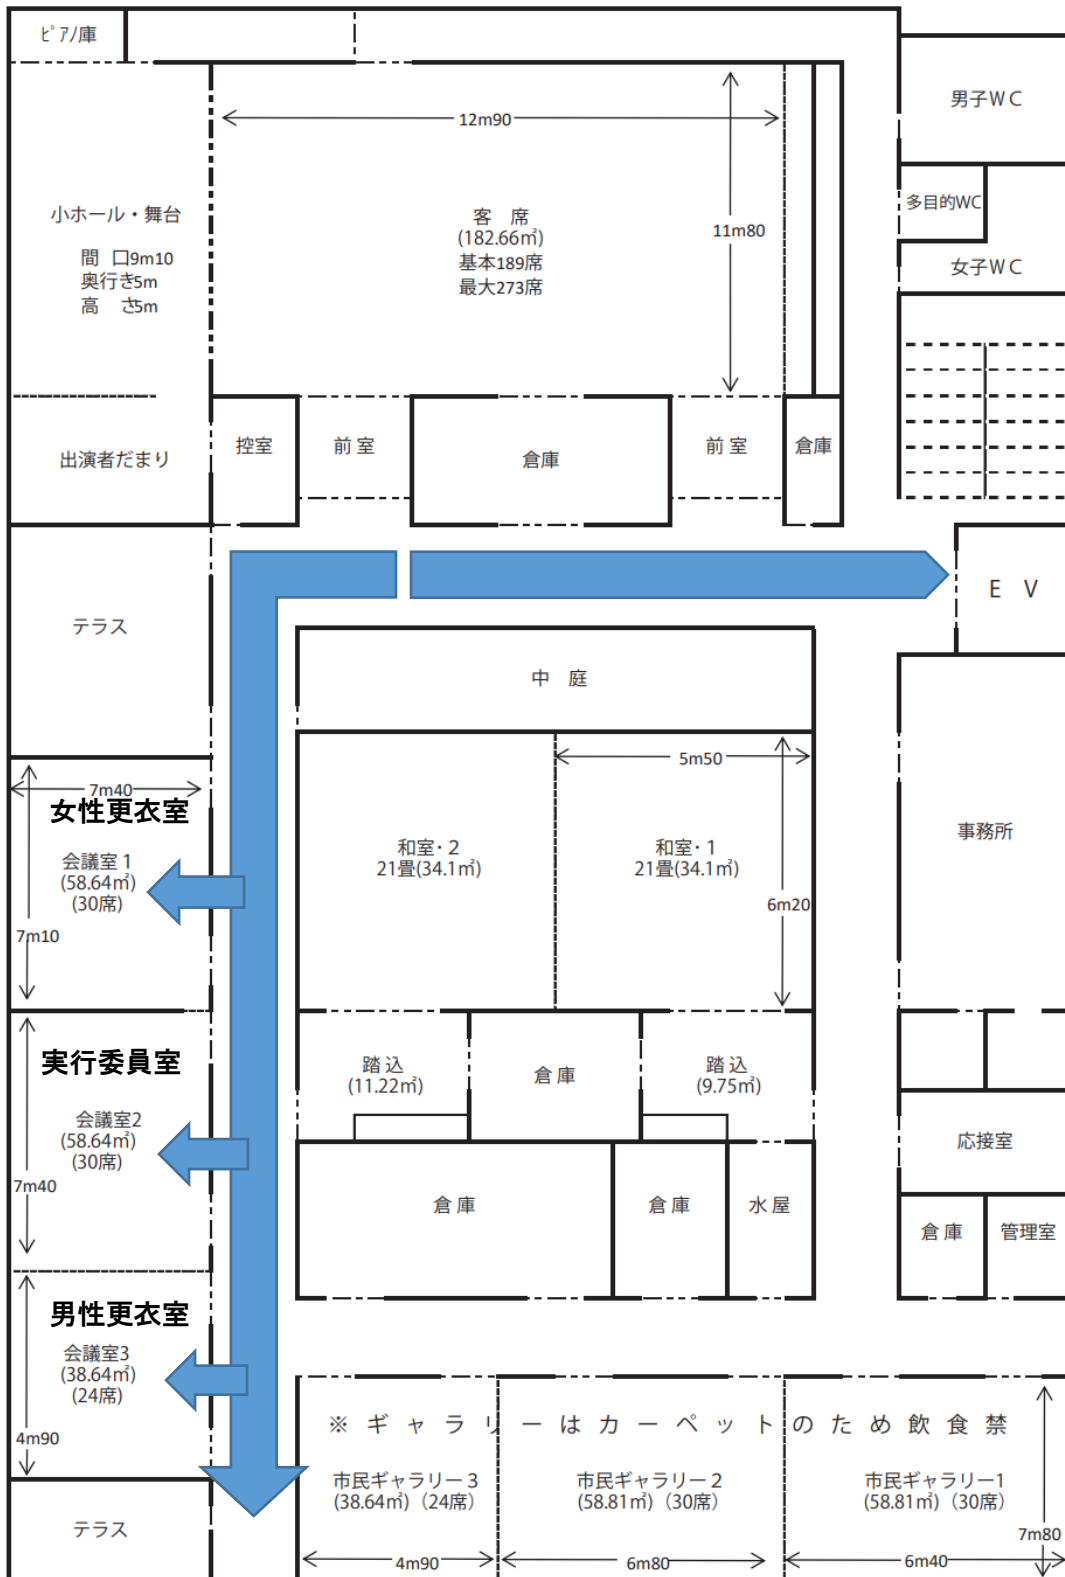 ピアノ庫
男子ＷＣ
12m90
多目的WC
小ホール・舞台
間　口9m10
奥行き5m
高　さ5m
客　席
(182.66㎡)
基本189席
最大273席
11m80
女子ＷＣ
出演者だまり
控室
前 室
倉庫
前 室
倉庫
Ｅ　Ｖ
テラス
中　庭
7m40
女性更衣室
会議室 1
(58.64㎡)
(30席)
7m10
5m50
和室・2
21畳(34.1㎡)
和室・1
21畳(34.1㎡)
6m20
事務所
実行委員室
会議室2
(58.64㎡)
(30席)
7m40
踏 込
(11.22㎡)
倉 庫
踏 込
(9.75㎡)
応接室
倉 庫
倉 庫
水 屋
倉 庫
管理室
男性更衣室
会議室3
(38.64㎡)
(24席)
4m90
※ギャラリーはカーペットのため飲食禁
市民ギャラリー 3
(38.64㎡)（24席）
市民ギャラリー 2
(58.81㎡)（30席）
市民ギャラリー1
(58.81㎡)（30席）
7m80
テラス
4m90
6m80
6m40